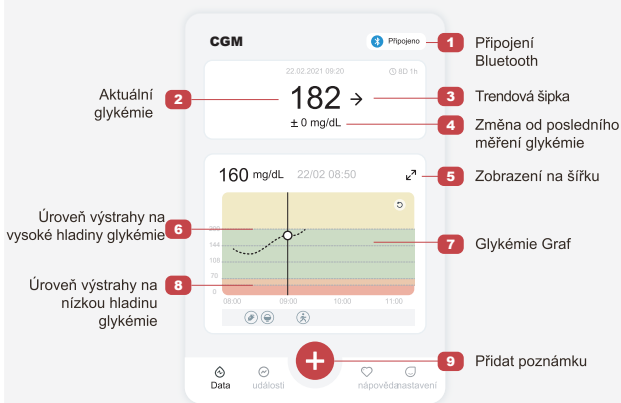 CGM
Připojeno
1 Připojení
Bluetooth
22.02.2021 09:20
8D 1h
Aktuální
glykémie
2
182
3 Trendová šipka
± 0 mg/dL
4 Změna od posledního
měření glykémie
160 mg/dL 22/02 08:50
5 Zobrazení na šířku
Úroveň výstrahy na
vysoké hladiny glykémie
6
7 Glykémie Graf
144
108
70
0
Úroveň výstrahy na
nízkou hladinu
glykémie
8
08:00 09:00 10:00 11:00
9 Přidat poznámku
Data události nápověda nastavení